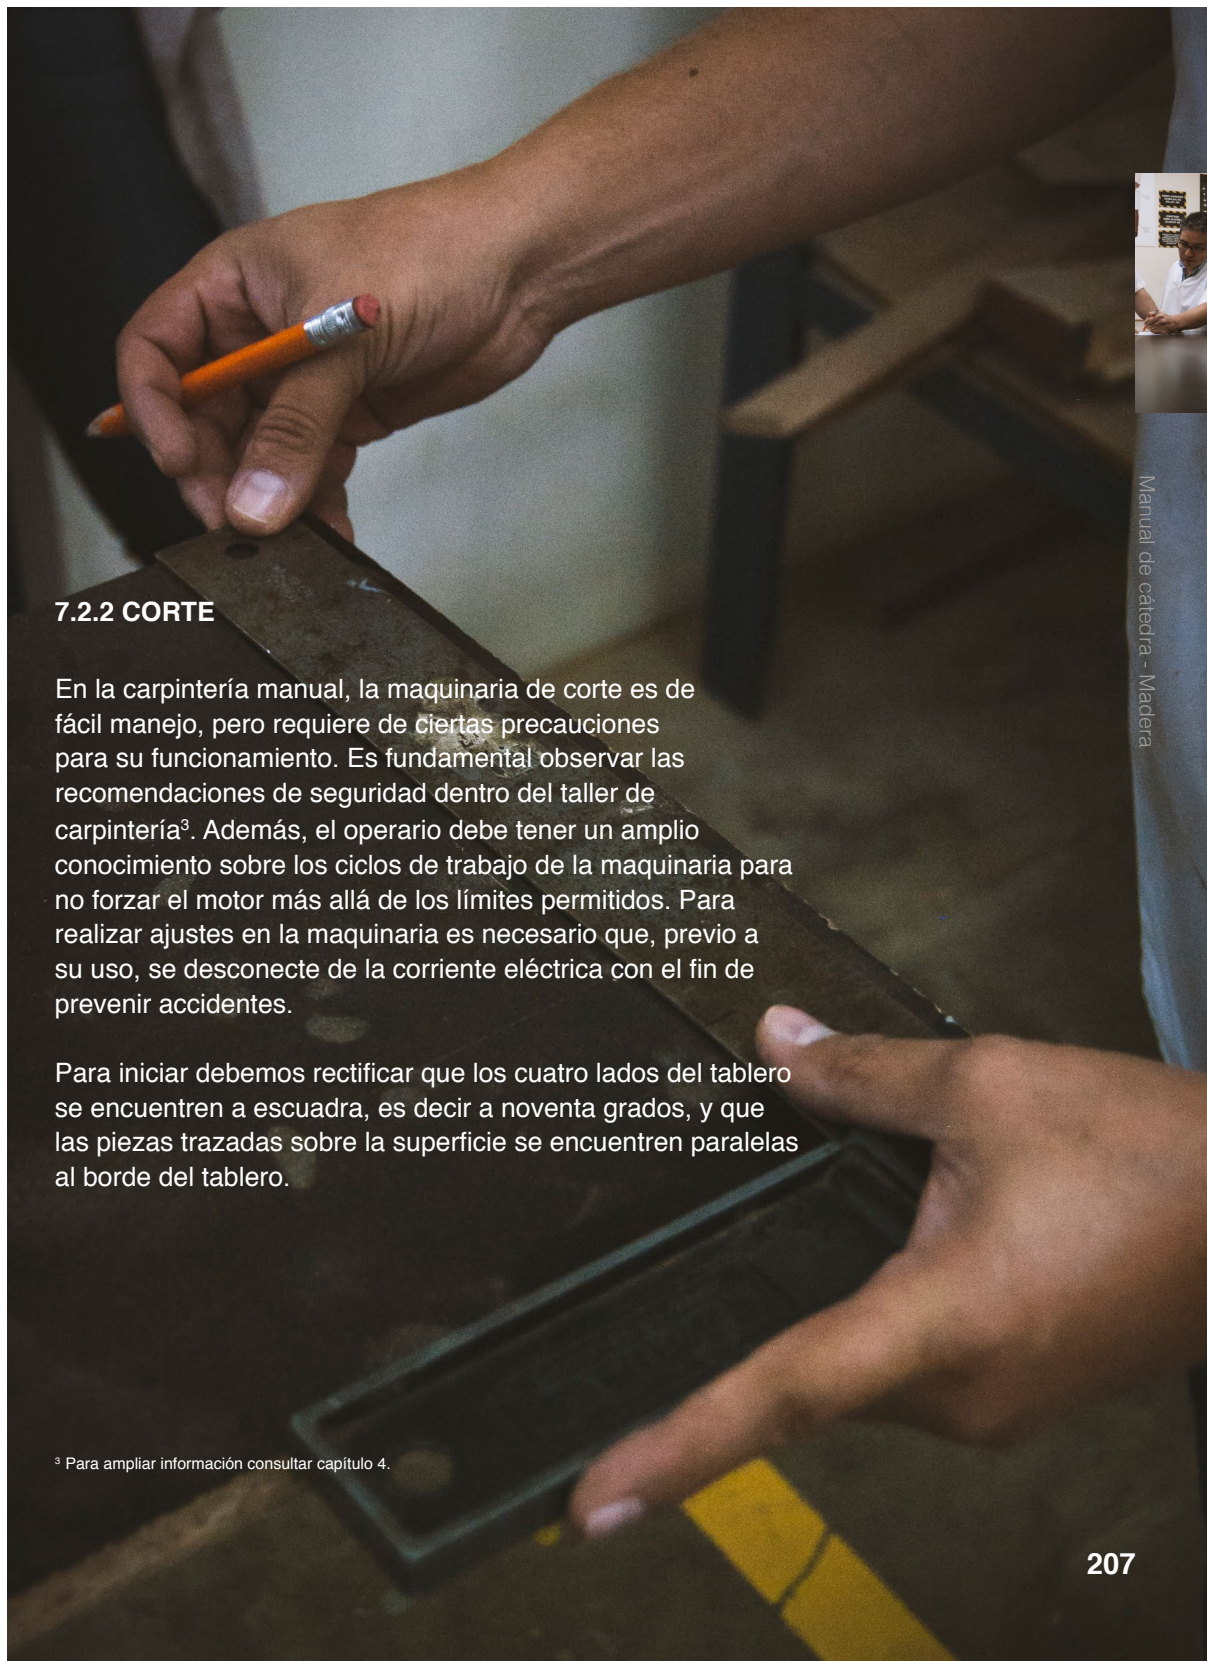 7.2.2 CORTE
En la carpintería manual, la maquinaria de corte es de
fácil manejo, pero requiere de ciertas precauciones
para su funcionamiento. Es fundamental observar las
recomendaciones de seguridad dentro del taller de
carpintería³. Además, el operario debe tener un amplio
conocimiento sobre los ciclos de trabajo de la maquinaria para
no forzar el motor más allá de los límites permitidos. Para
realizar ajustes en la maquinaria es necesario que, previo a
su uso, se desconecte de la corriente eléctrica con el fin de
prevenir accidentes.
Para iniciar debemos rectificar que los cuatro lados del tablero
se encuentren a escuadra, es decir a noventa grados, y que
las piezas trazadas sobre la superficie se encuentren paralelas
al borde del tablero.
³ Para ampliar información consultar capítulo 4.
Manual de cátedra - Madera
207